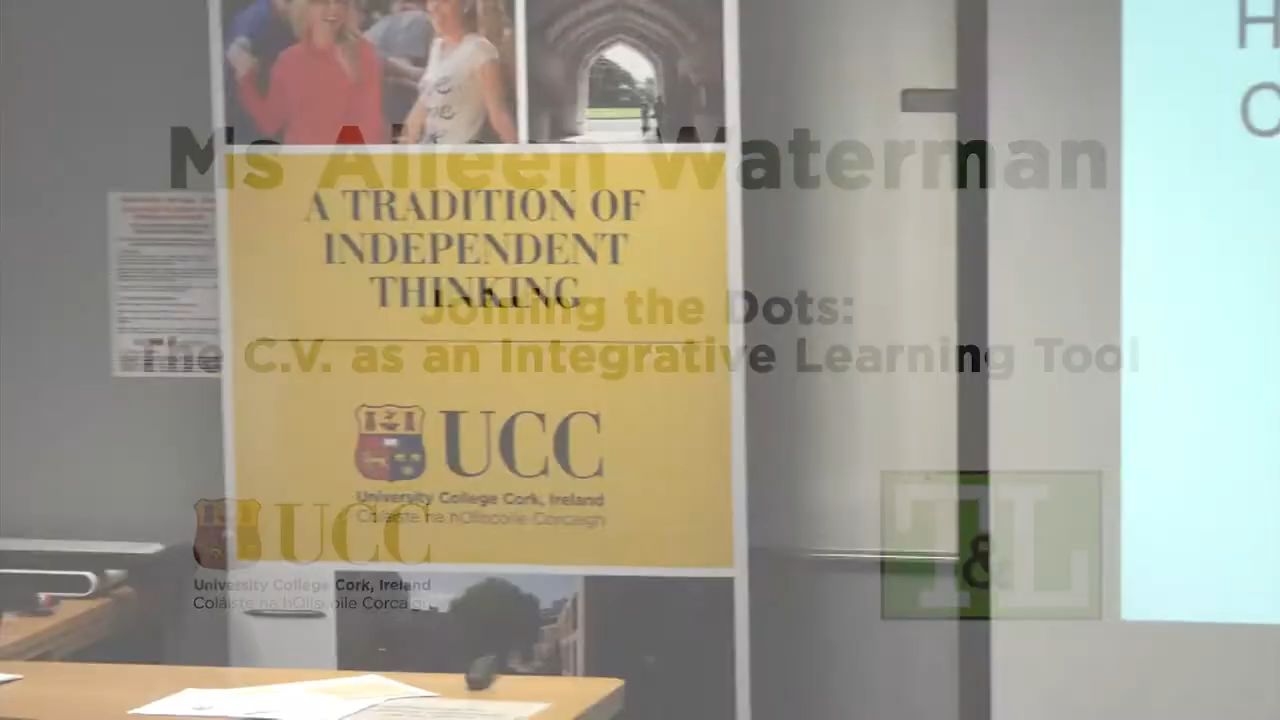 H
O
Ms Aileen Waterman
A TRADITION OF
INDEPENDENT
THINKING
Joining the Dots:
The C.V. as an Integrative Learning Tool
UCC
University College Cork, Ireland
Coláiste na hOllscoile Corcaigh
UCC
University College Cork, Ireland
Coláiste na hOllscoile Corcaigh
T&L